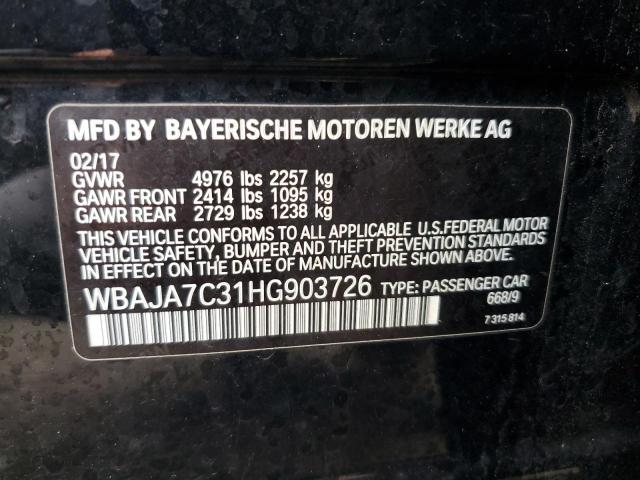 MFD BY BAYERISCHE MOTOREN WERKE AG
02/17
GVWR 4976 lbs 2257 kg
GAWR FRONT 2414 lbs 1095 kg
GAWR REAR 2729 lbs 1238 kg
THIS VEHICLE CONFORMS TO ALL APPLICABLE U.S.FEDERAL MOTOR
VEHICLE SAFETY, BUMPER AND THEFT PREVENTION STANDARDS
IN EFFECT ON THE DATE OF MANUFACTURE SHOWN ABOVE.
WBAJA7C31HG903726 TYPE: PASSENGER CAR
668/9
7 315 814